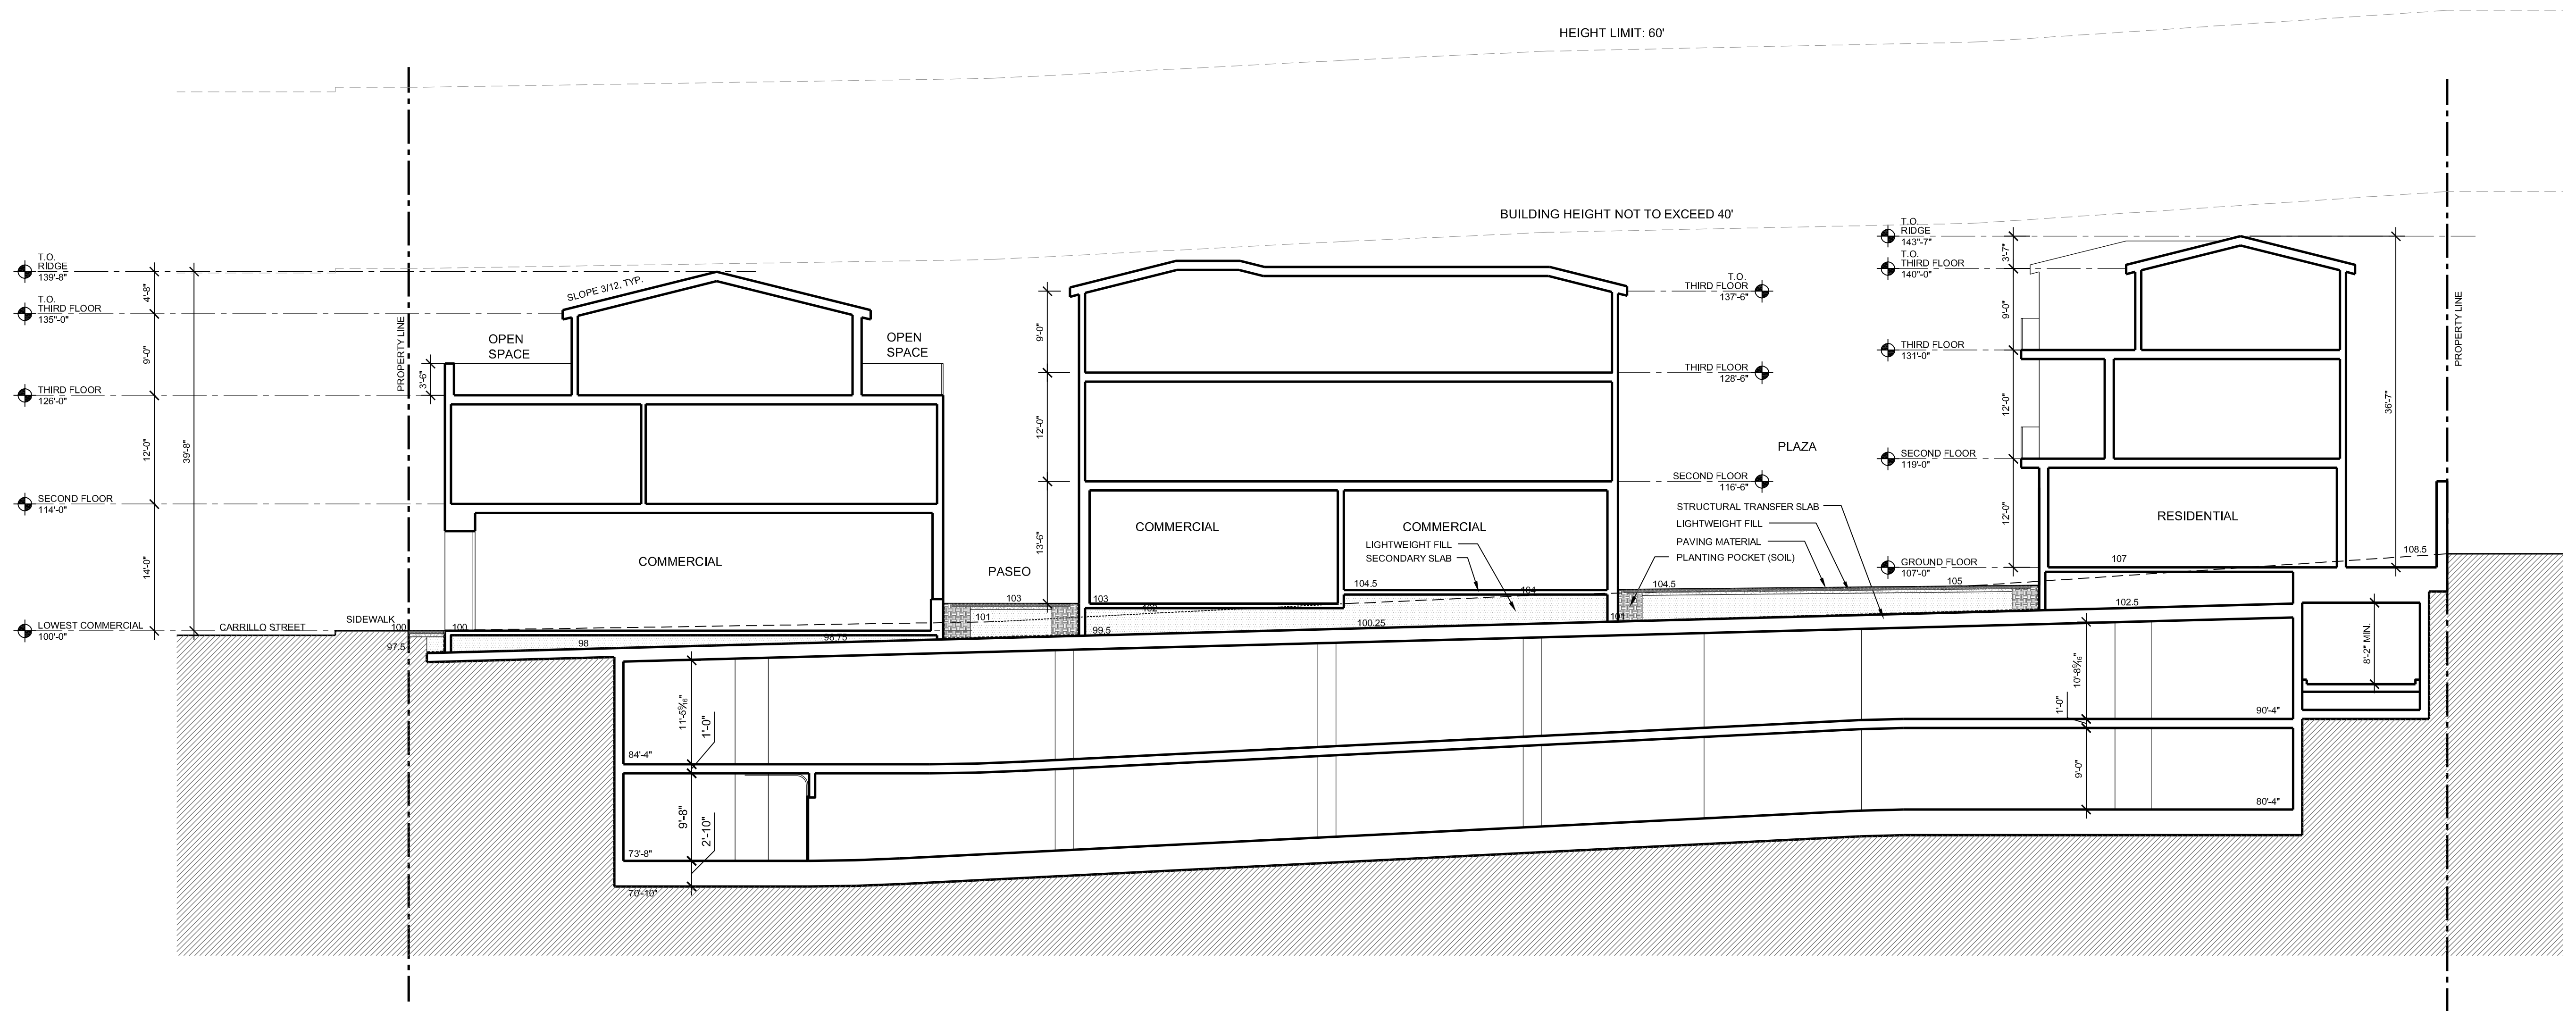 HEIGHT LIMIT: 60'
BUILDING HEIGHT NOT TO EXCEED 40'
T.O.
RIDGE
139'-8"
T.O.
THIRD FLOOR
135"-0"
THIRD FLOOR
126'-0"
SECOND FLOOR
114'-0"
LOWEST COMMERCIAL
100'-0"
4'-8"
9'-0"
12'-0"
14'-0"
39'-8"
CARRILLO STREET
SIDEWALK
PROPERTY LINE
3'-6"
SLOPE 3/12, TYP.
OPEN
SPACE
OPEN
SPACE
COMMERCIAL
100
100
97.5
98
98.75
PASEO
103
101
9'-0"
12'-0"
13'-6"
COMMERCIAL
COMMERCIAL
LIGHTWEIGHT FILL
SECONDARY SLAB
103
102
104.5
104
99.5
100.25
101
T.O.
THIRD FLOOR
137'-6"
THIRD FLOOR
128'-6"
SECOND FLOOR
116'-6"
PLAZA
STRUCTURAL TRANSFER SLAB
LIGHTWEIGHT FILL
PAVING MATERIAL
PLANTING POCKET (SOIL)
104.5
105
T.O.
RIDGE
143"-7"
T.O.
THIRD FLOOR
140"-0"
THIRD FLOOR
131'-0"
SECOND FLOOR
119'-0"
GROUND FLOOR
107'-0"
3'-7"
9'-0"
12'-0"
12'-0"
RESIDENTIAL
107
102.5
108.5
36'-7"
PROPERTY LINE
8'-2" MIN.
11'-5⁹⁄₁₆"
1'-0"
84'-4"
9'-8"
2'-10"
73'-8"
70'-10"
10'-8⁹⁄₁₆"
1'-0"
90'-4"
9'-0"
80'-4"